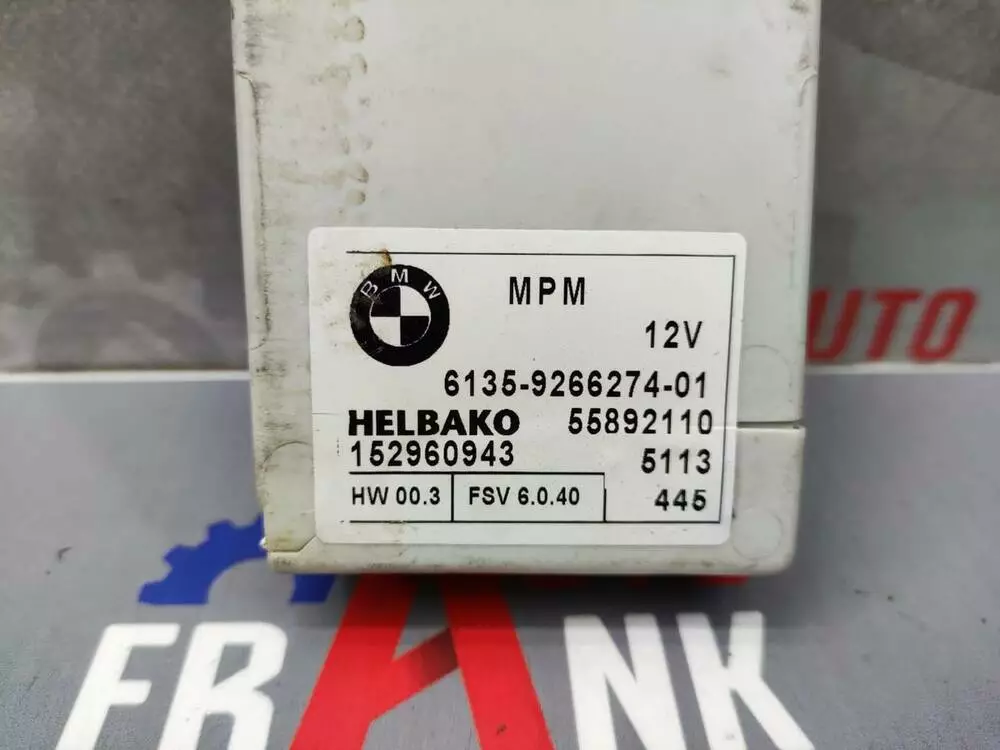 BMW
MPM
12V
6135-9266274-01
HELBAKO 55892110
152960943 5113
HW 00.3 FSV 6.0.40 445
AUTO
FRANK